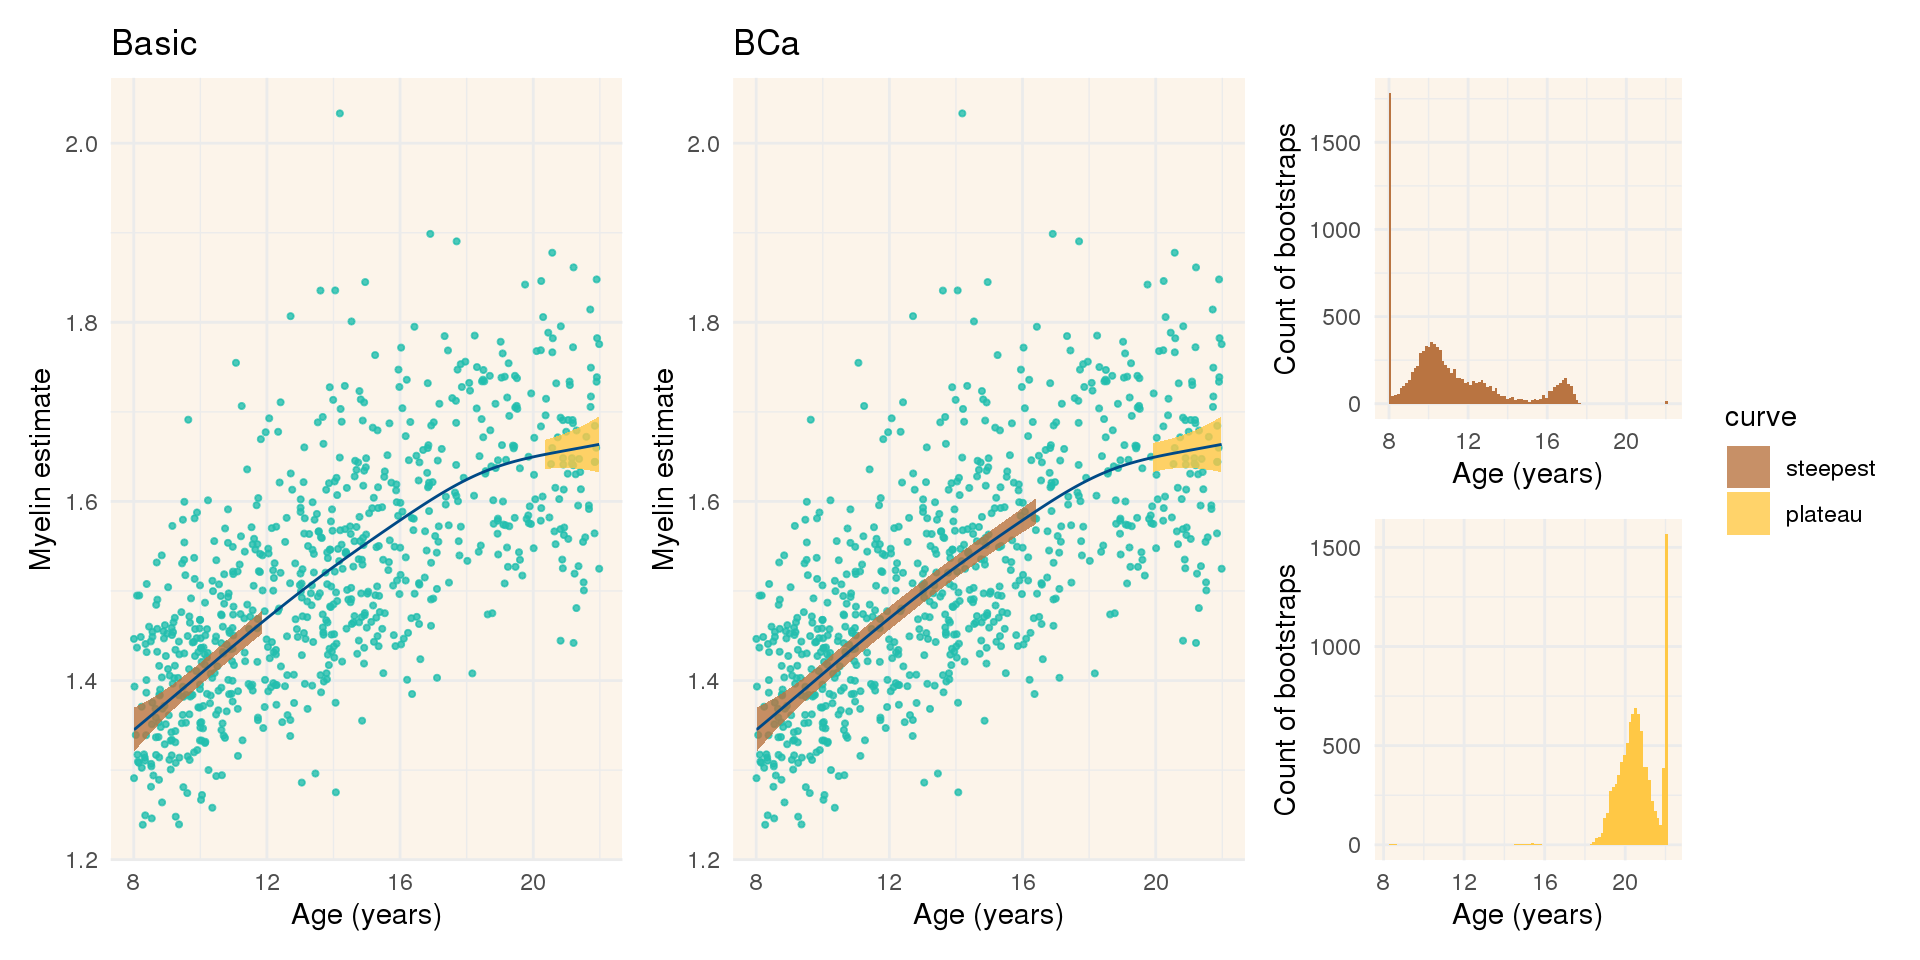 Basic
Myelin estimate
2.0
1.8
1.6
1.4
1.2
8 12 16 20
Age (years)
BCa
Myelin estimate
2.0
1.8
1.6
1.4
1.2
8 12 16 20
Age (years)
Count of bootstraps
1500
1000
500
0
8 12 16 20
Age (years)
Count of bootstraps
1500
1000
500
0
8 12 16 20
Age (years)
curve
steepest
plateau